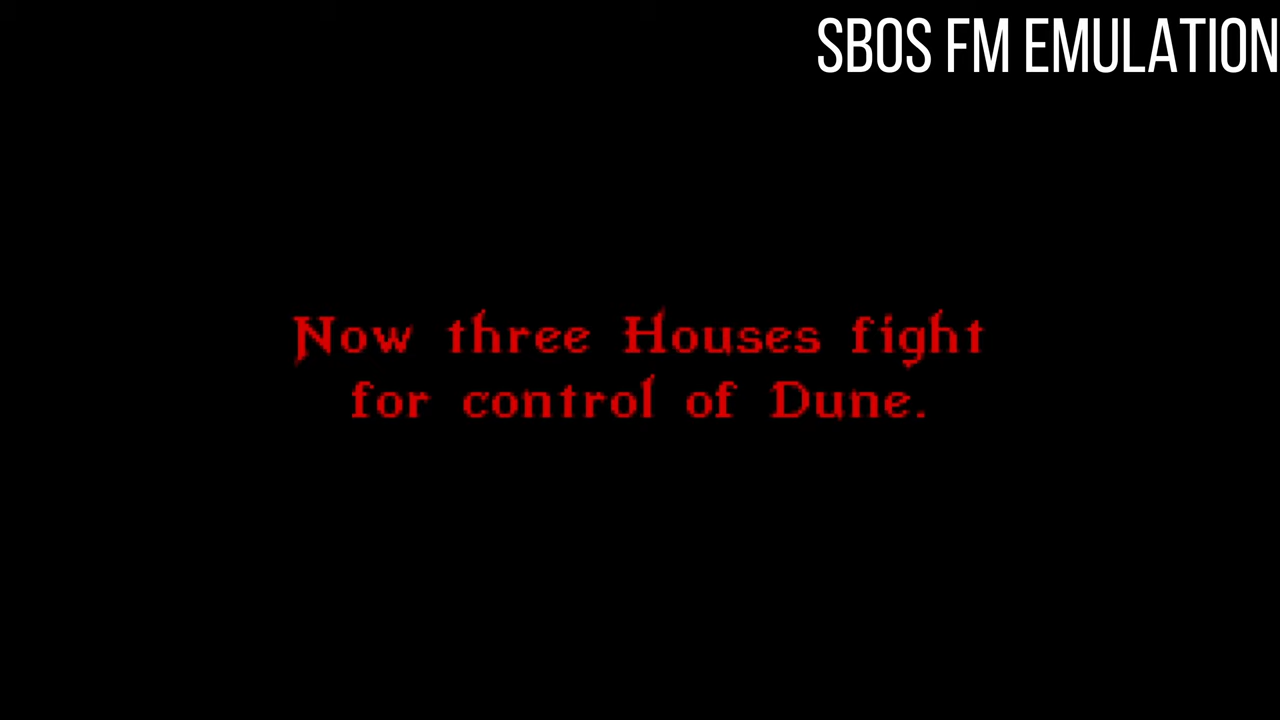 SBOS FM EMULATION
Now three Houses fight
for control of Dune.